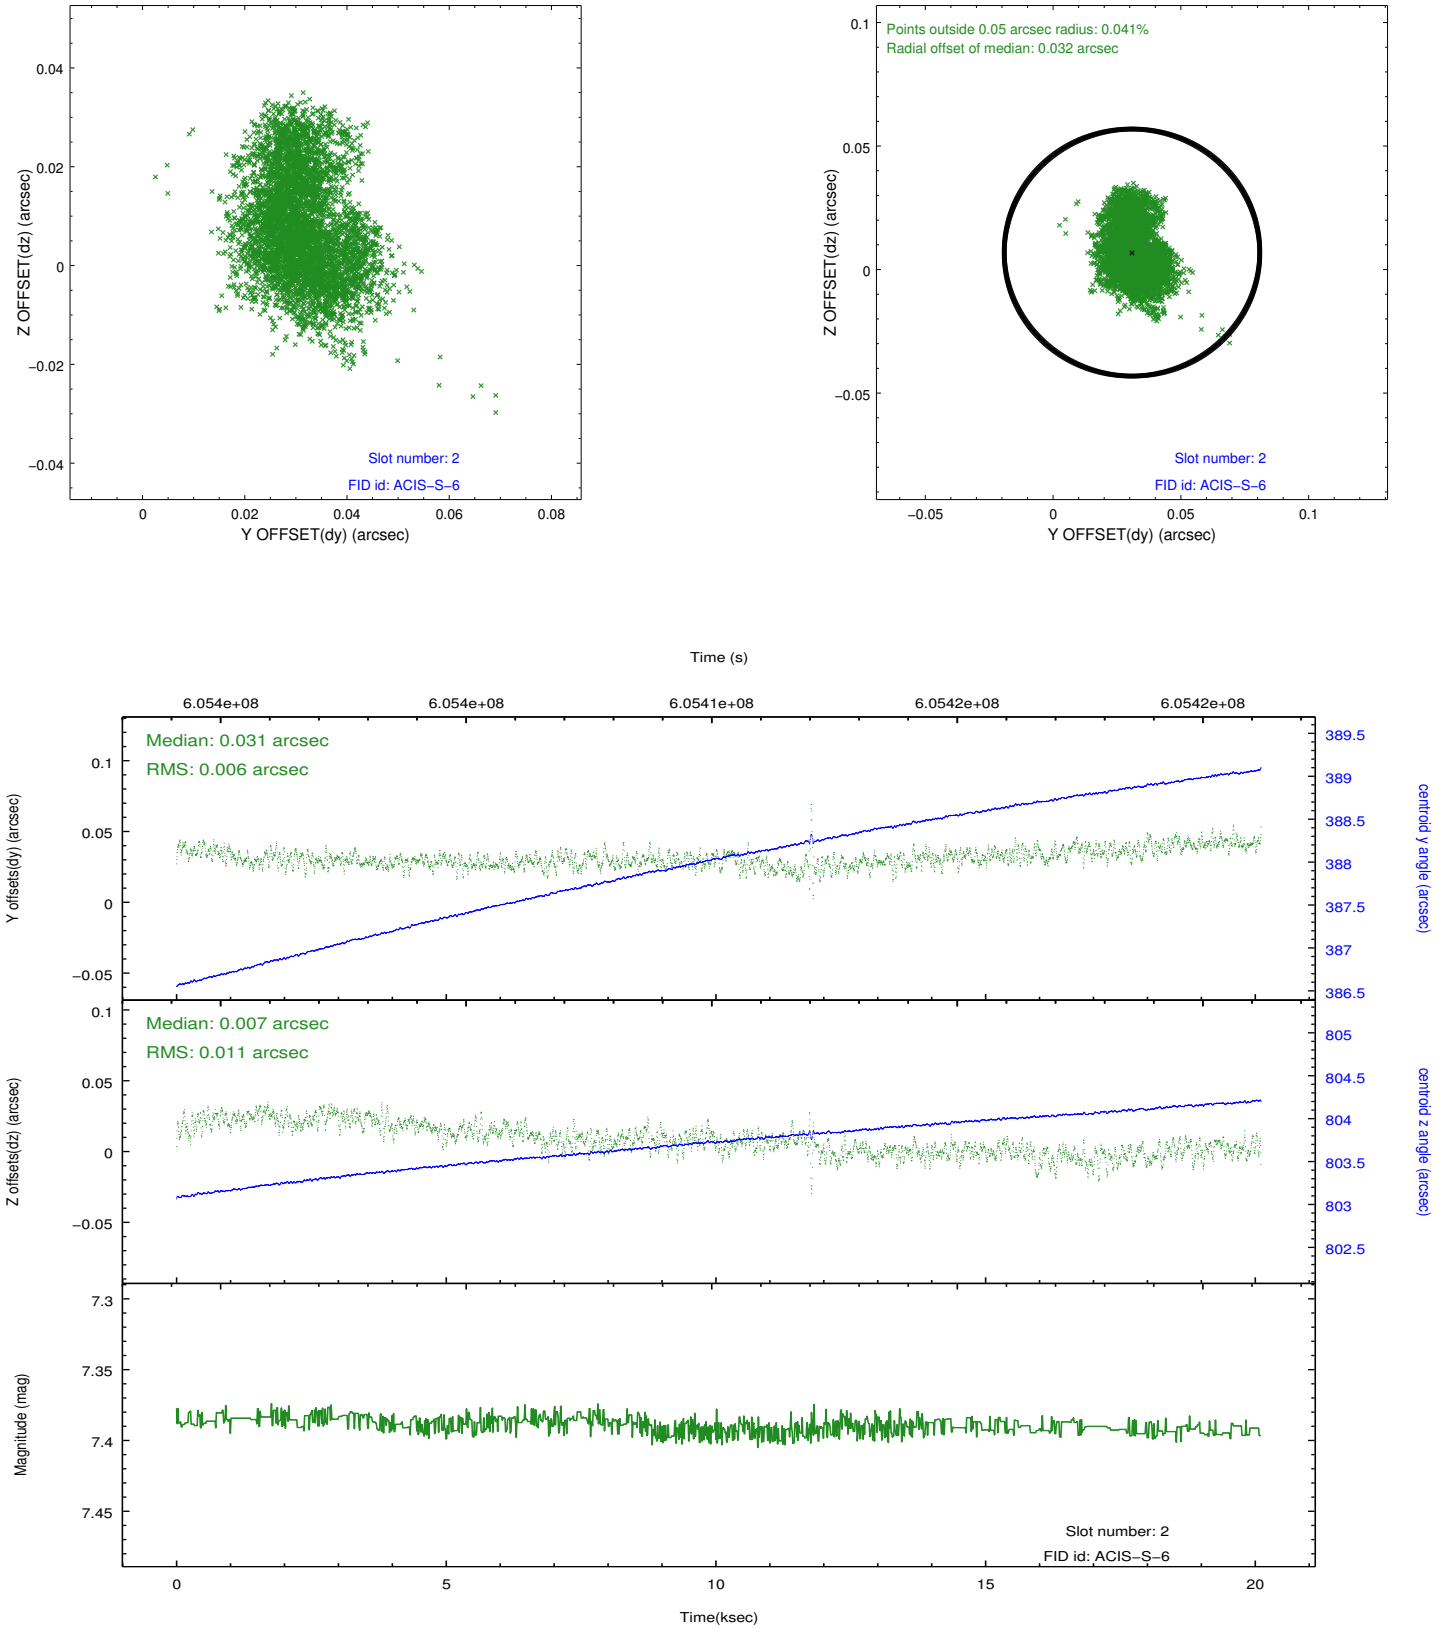 0.04
0.02
0
−0.02
−0.04
Z OFFSET(dz) (arcsec)
Slot number: 2
FID id: ACIS−S−6
0
0.02
0.04
0.06
0.08
Y OFFSET(dy) (arcsec)
Points outside 0.05 arcsec radius: 0.041%
Radial offset of median: 0.032 arcsec
0.1
0.05
0
−0.05
Z OFFSET(dz) (arcsec)
Slot number: 2
FID id: ACIS−S−6
−0.05
0
0.05
0.1
Y OFFSET(dy) (arcsec)
Time (s)
6.054e+08
6.054e+08
6.0541e+08
6.0542e+08
6.0542e+08
Median: 0.031 arcsec
RMS: 0.006 arcsec
0.1
0.05
0
−0.05
Y offsets(dy) (arcsec)
389.5
389
388.5
388
387.5
387
386.5
centroid y angle (arcsec)
Median: 0.007 arcsec
RMS: 0.011 arcsec
0.1
0.05
0
−0.05
Z offsets(dz) (arcsec)
805
804.5
804
803.5
803
802.5
centroid z angle (arcsec)
7.3
7.35
7.4
7.45
Magnitude (mag)
Slot number: 2
FID id: ACIS−S−6
0
5
10
15
20
Time(ksec)